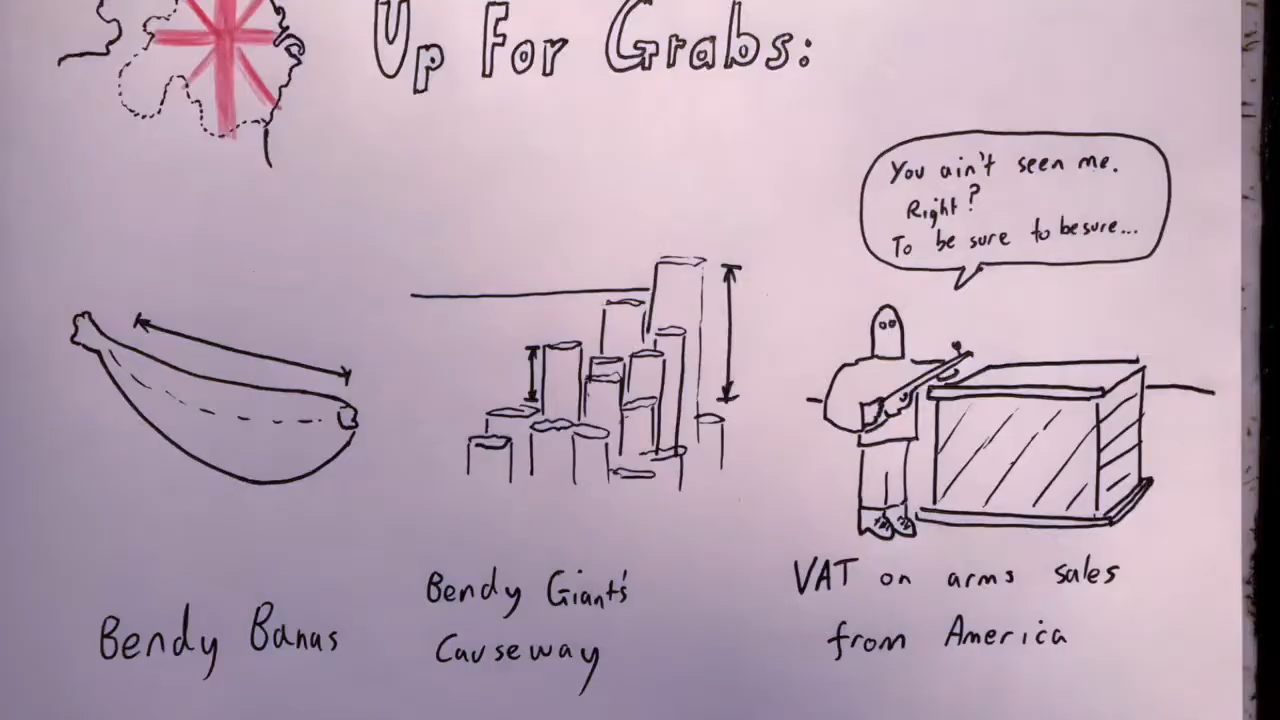 Up For Grabs:
You ain't seen me.
Right?
To be sure to be sure...
Bendy Banas
Bendy Giant's
Causeway
VAT on arms sales
from America